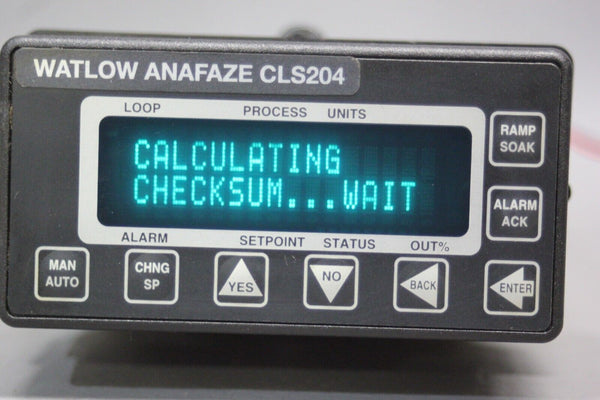 WATLOW ANAFAZE CLS204
LOOP PROCESS UNITS
CALCULATING
CHECKSUM...WAIT
ALARM SETPOINT STATUS OUT%
RAMP
SOAK
ALARM
ACK
MAN
AUTO
CHNG
SP
YES
NO
BACK
ENTER